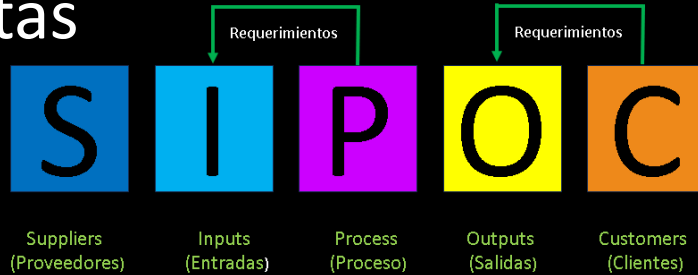 tas
Requerimientos Requerimientos
S I P O C
Suppliers Inputs Process Outputs Customers
(Proveedores) (Entradas) (Proceso) (Salidas) (Clientes)